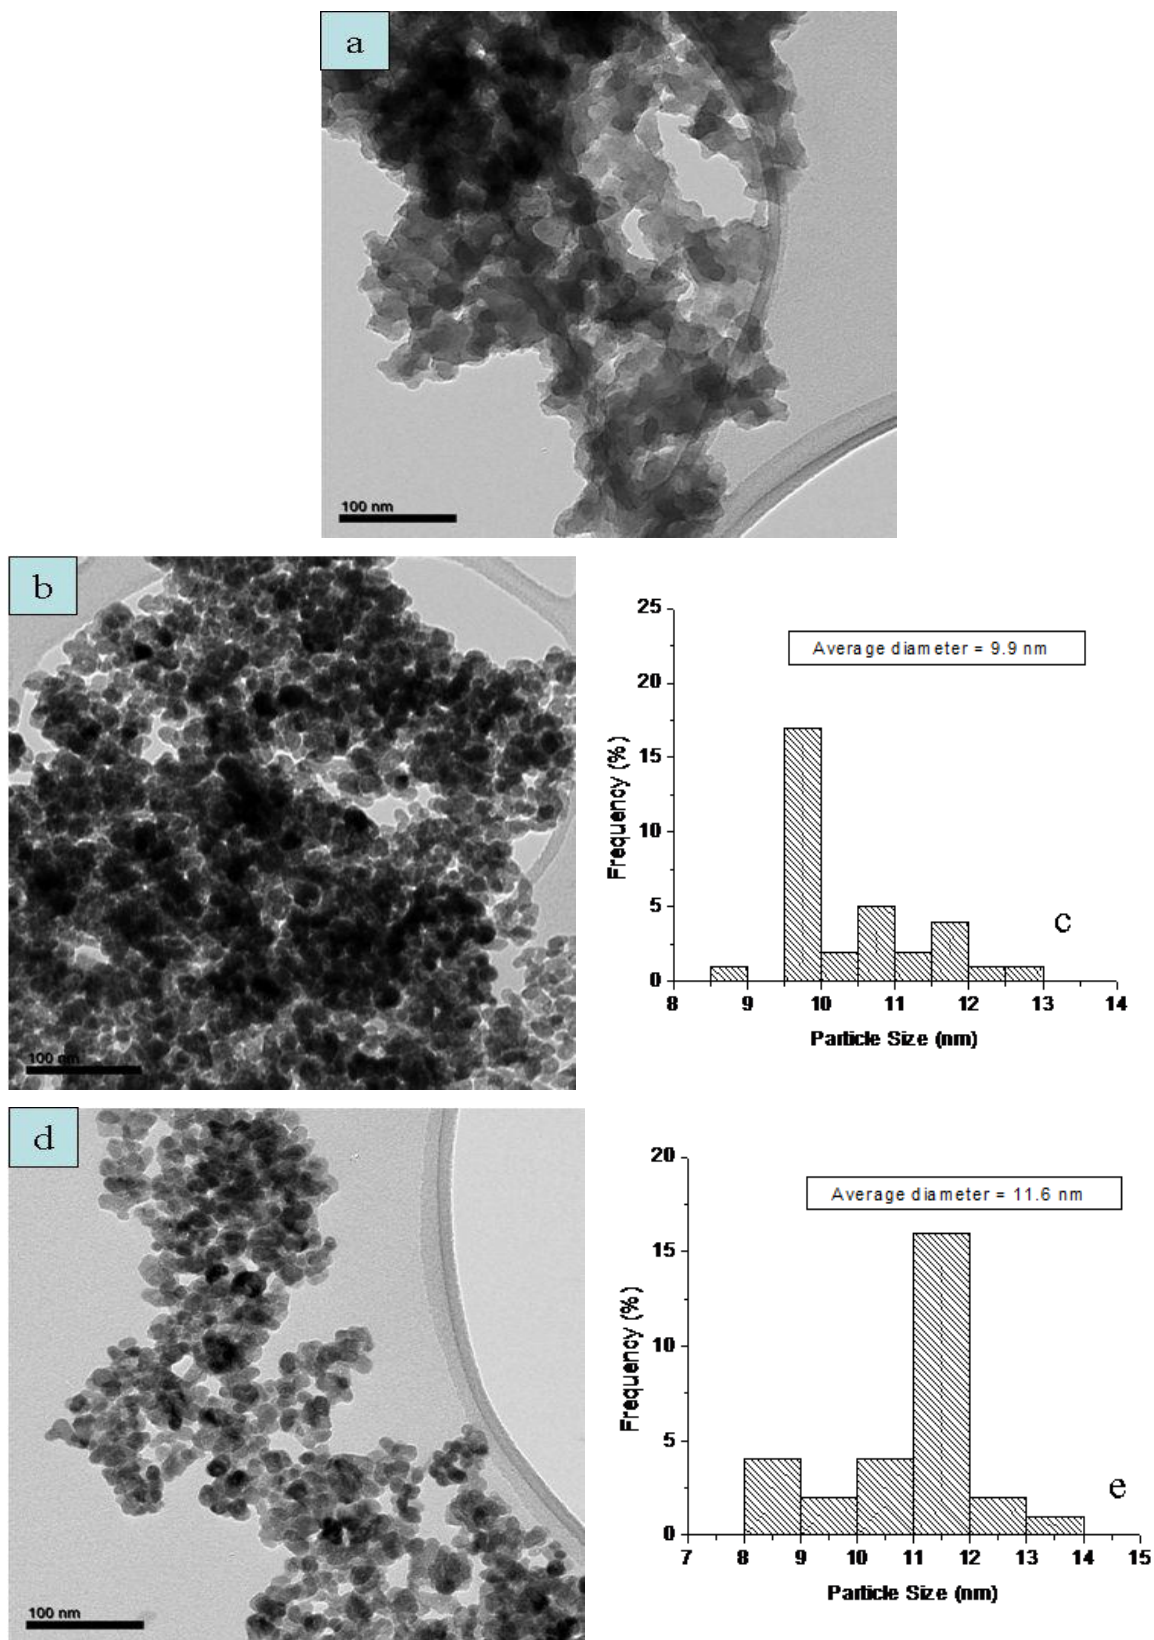 a
100 nm
b
100 nm
25
20
15
10
5
0
Frequency (%)
Average diameter = 9.9 nm
c
8 9 10 11 12 13 14
Particle Size (nm)
d
100 nm
20
15
10
5
0
Frequency (%)
Average diameter = 11.6 nm
e
7 8 9 10 11 12 13 14 15
Particle Size (nm)